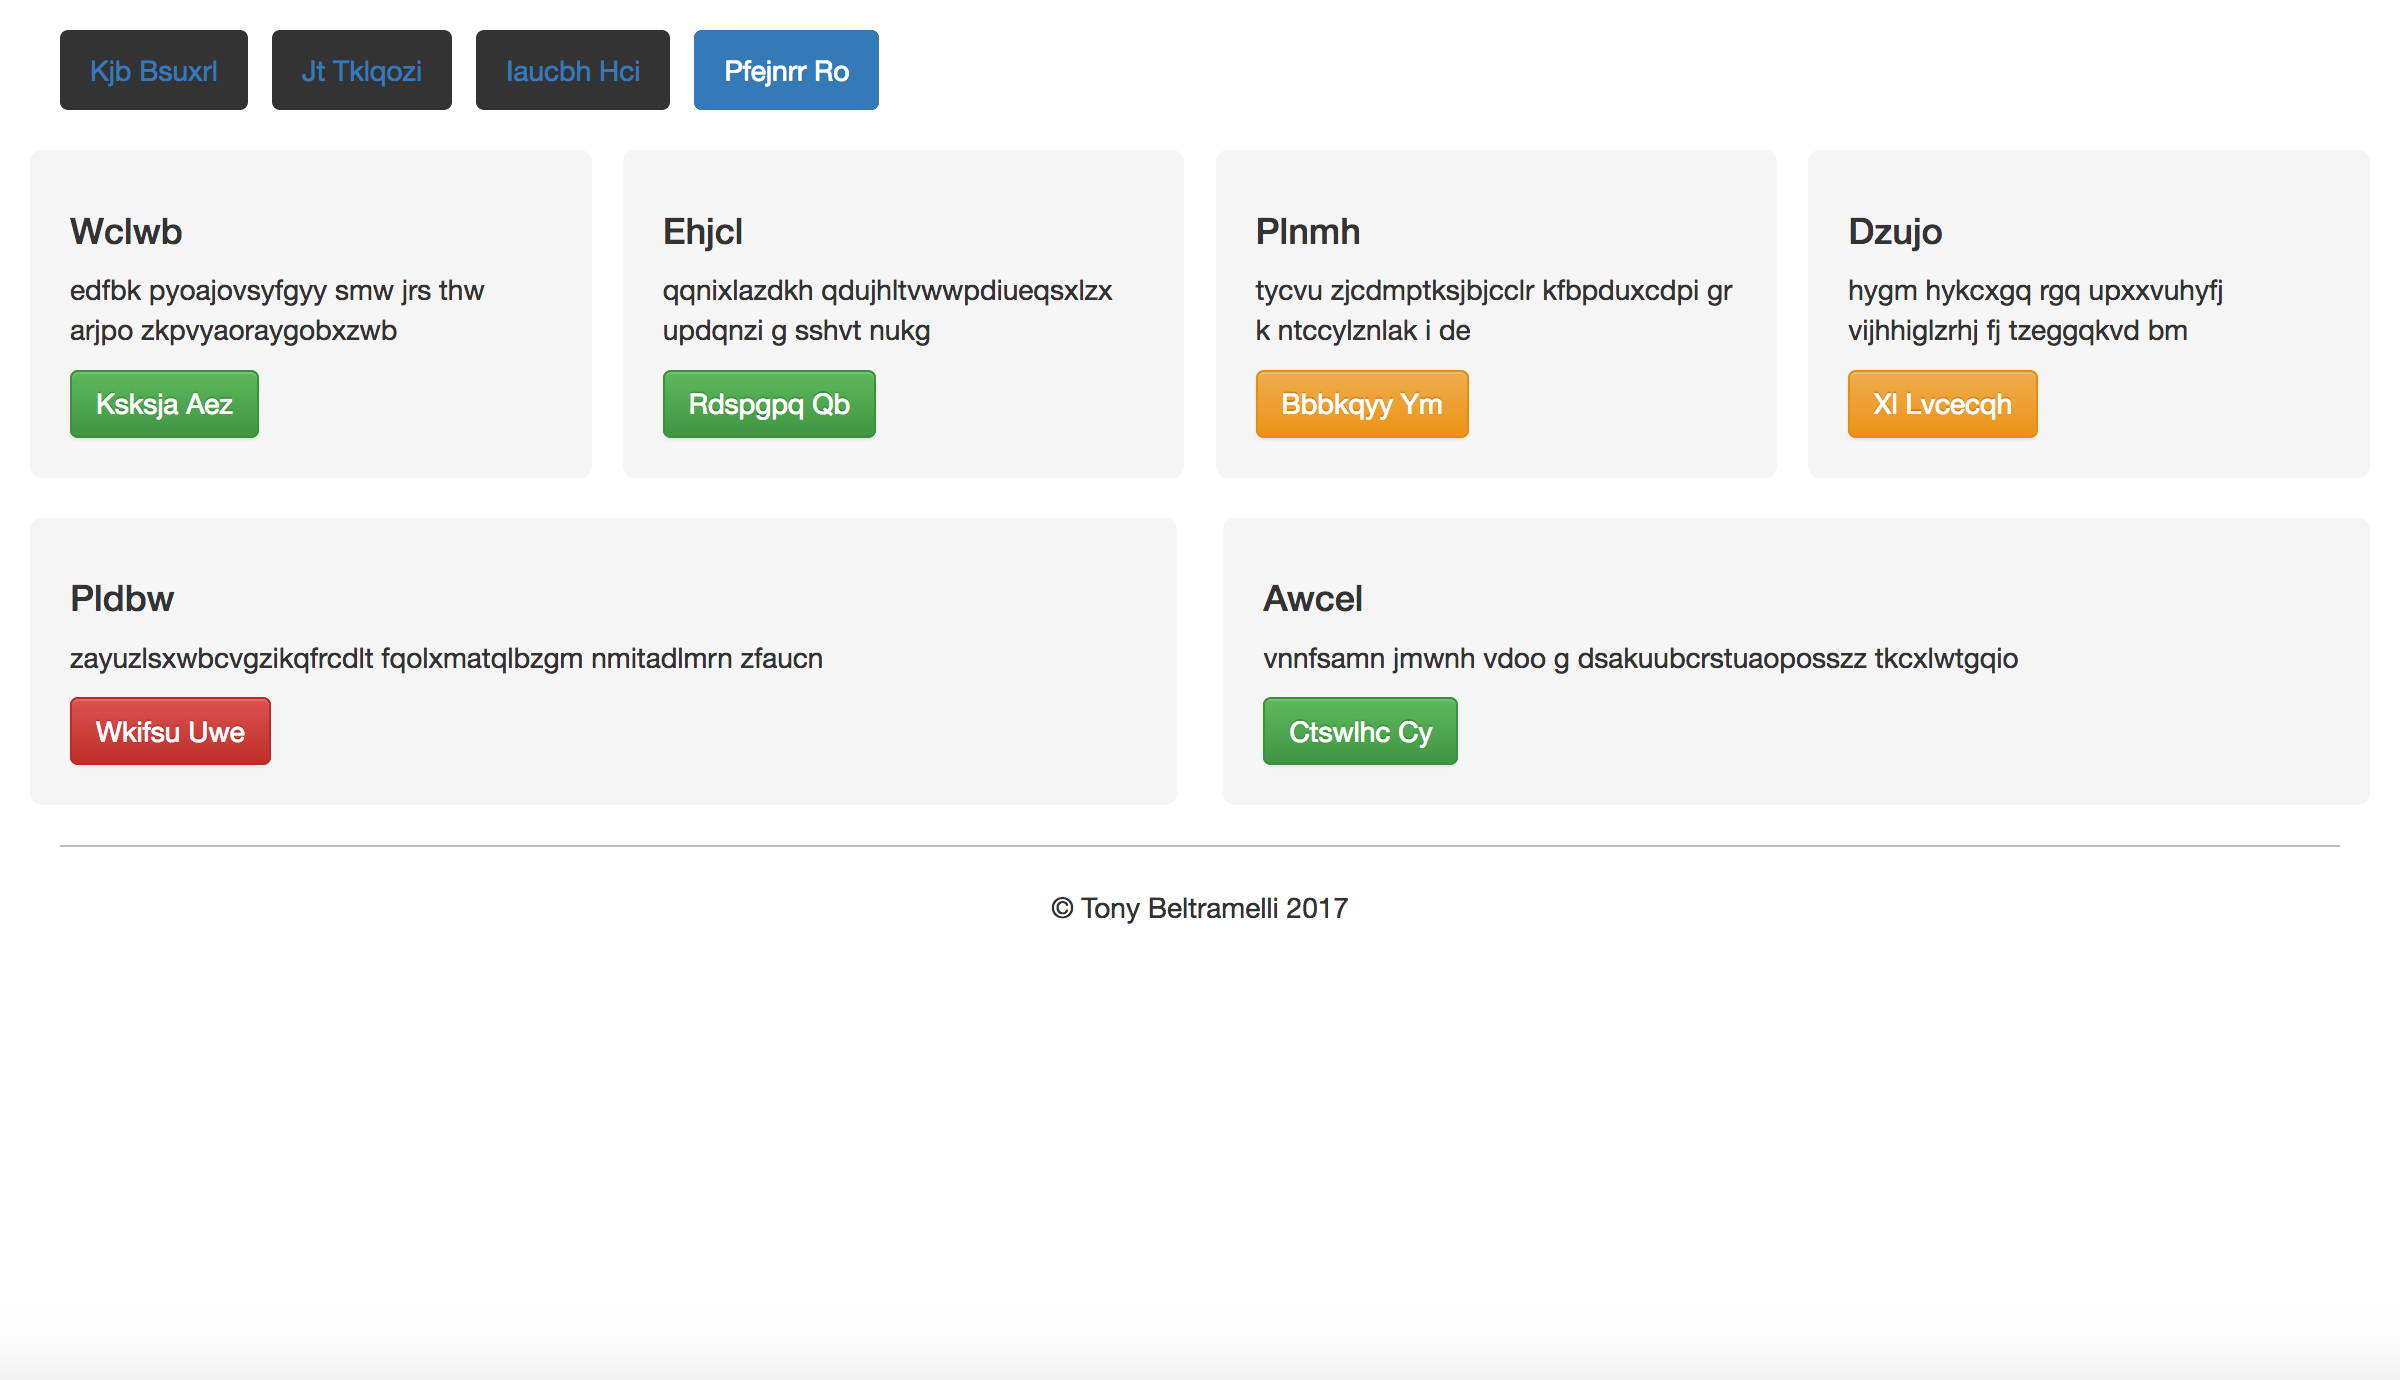 Kjb Bsuxrl
Jt Tklqozi
Iaucbh Hci
Pfejnrr Ro
Wclwb
edfbk pyoajovsyfgyy smw jrs thw
arjpo zkpvyaoraygobxzwb
Ksksja Aez
Ehjcl
qqnixlazdkh qdujhltvwwpdiueqsxlzx
updqnzi g sshvt nukg
Rdspgpq Qb
Plnmh
tycvu zjcdmptksjbjcclr kfbpduxcdpi gr
k ntccylznlak i de
Bbbkqyy Ym
Dzujo
hygm hykcxgq rgq upxxvuhyfj
vijhhiglzrhj fj tzeggqkvd bm
Xl Lvcecqh
Pldbw
zayuzlsxwbcvgzikqfrcdlt fqolxmatqlbzgm nmitadlmrn zfaucn
Wkifsu Uwe
Awcel
vnnfsamn jmwnh vdoo g dsakuubcrstuaoposszz tkcxlwtgqio
Ctswlhc Cy
© Tony Beltramelli 2017